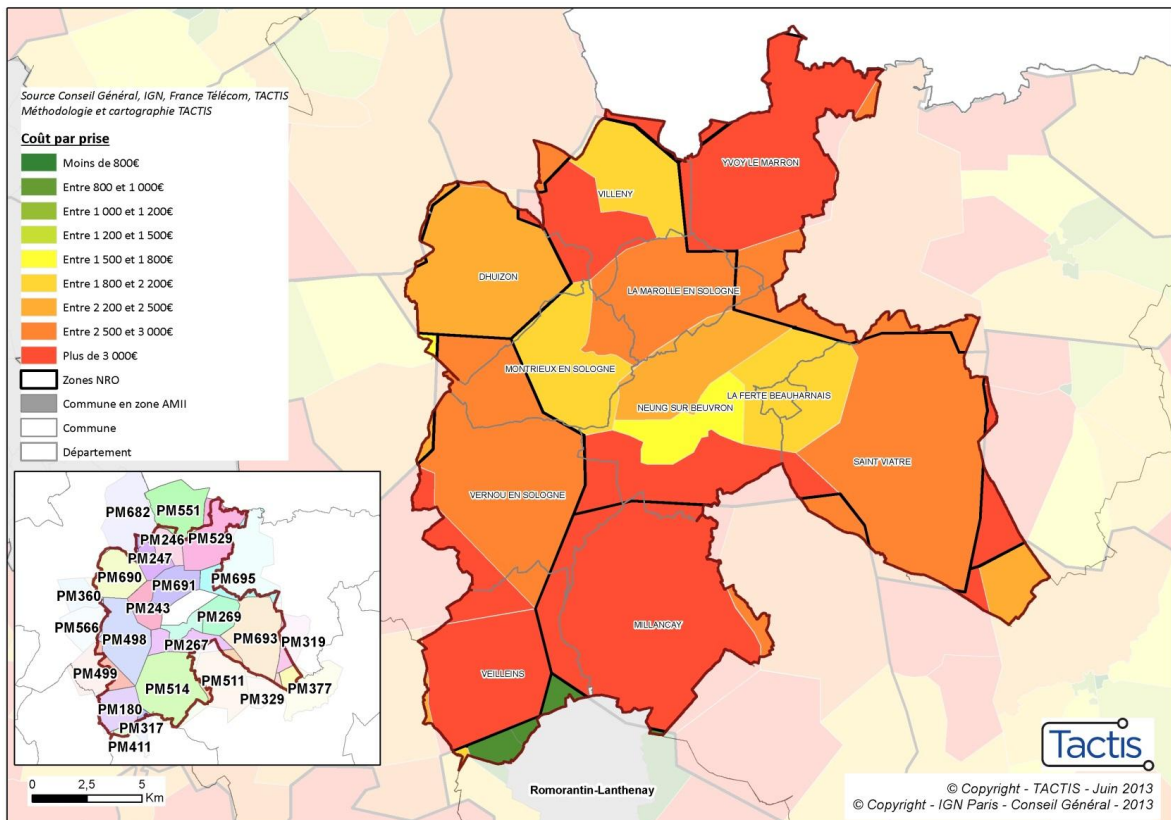 Source Conseil Général, IGN, France Télécom, TACTIS
Méthodologie et cartographie TACTIS
Coût par prise
Moins de 800€
Entre 800 et 1 000€
Entre 1 000 et 1 200€
Entre 1 200 et 1 500€
Entre 1 500 et 1 800€
Entre 1 800 et 2 200€
Entre 2 200 et 2 500€
Entre 2 500 et 3 000€
Plus de 3 000€
Zones NRO
Commune en zone AMII
Commune
Département
YVOY LE MARRON
VILLENY
DHUIZON
LA MAROLLE EN SOLOGNE
MONTRIEUX EN SOLOGNE
LA FERTE BEAUHARNAIS
NEUNG SUR BEUVRON
SAINT VIATRE
VERNOU EN SOLOGNE
MILLANCAY
VEILLEINS
Romorantin-Lanthenay
PM682
PM551
PM246
PM529
PM247
PM690
PM691
PM695
PM360
PM243
PM269
PM566
PM498
PM693
PM319
PM267
PM499
PM514
PM511
PM377
PM329
PM180
PM317
PM411
0
2,5
5
Km
Tactis
© Copyright - TACTIS - Juin 2013
© Copyright - IGN Paris - Conseil Général - 2013